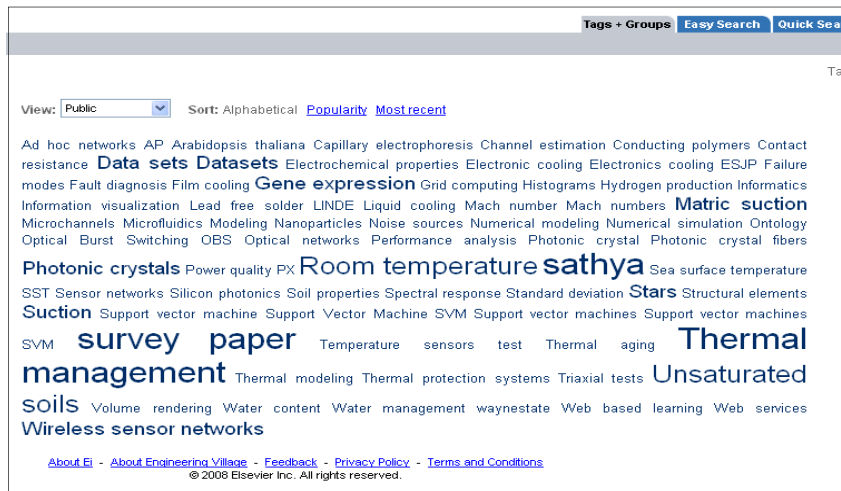 Tags + Groups Easy Search Quick Sea
Ta
View: Public Sort: Alphabetical Popularity Most recent
Ad hoc networks AP Arabidopsis thaliana Capillary electrophoresis Channel estimation Conducting polymers Contact
resistance Data sets Datasets Electrochemical properties Electronic cooling Electronics cooling ESJP Failure
modes Fault diagnosis Film cooling Gene expression Grid computing Histograms Hydrogen production Informatics
Information visualization Lead free solder LINDE Liquid cooling Mach number Mach numbers Matric suction
Microchannels Microfluidics Modeling Nanoparticles Noise sources Numerical modeling Numerical simulation Ontology
Optical Burst Switching OBS Optical networks Performance analysis Photonic crystal Photonic crystal fibers
Photonic crystals Power quality PX Room temperature sathya Sea surface temperature
SST Sensor networks Silicon photonics Soil properties Spectral response Standard deviation Stars Structural elements
Suction Support vector machine Support Vector Machine SVM Support vector machines Support vector machines
SVM survey paper Temperature sensors test Thermal aging Thermal
management Thermal modeling Thermal protection systems Triaxial tests Unsaturated
soils Volume rendering Water content Water management waynestate Web based learning Web services
Wireless sensor networks
About Ei - About Engineering Village - Feedback - Privacy Policy - Terms and Conditions
© 2008 Elsevier Inc. All rights reserved.